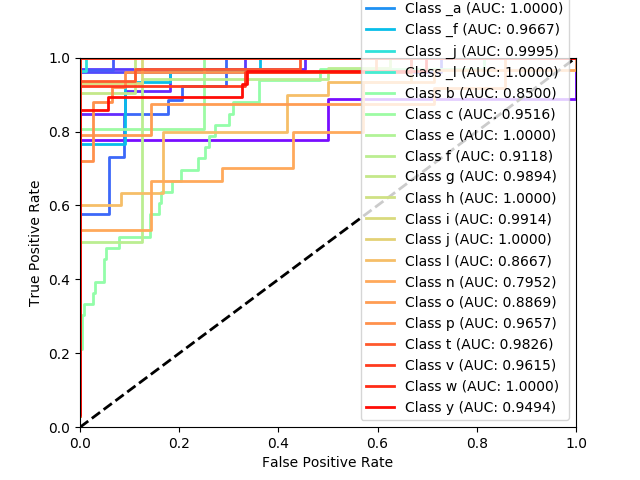 Class _a (AUC: 1.0000)
Class _f (AUC: 0.9667)
Class _j (AUC: 0.9995)
Class _l (AUC: 1.0000)
Class b (AUC: 0.8500)
Class c (AUC: 0.9516)
Class e (AUC: 1.0000)
Class f (AUC: 0.9118)
Class g (AUC: 0.9894)
Class h (AUC: 1.0000)
Class i (AUC: 0.9914)
Class j (AUC: 1.0000)
Class l (AUC: 0.8667)
Class n (AUC: 0.7952)
Class o (AUC: 0.8869)
Class p (AUC: 0.9657)
Class t (AUC: 0.9826)
Class v (AUC: 0.9615)
Class w (AUC: 1.0000)
Class y (AUC: 0.9494)
True Positive Rate
1.0
0.8
0.6
0.4
0.2
0.0
0.0 0.2 0.4 0.6 0.8 1.0
False Positive Rate